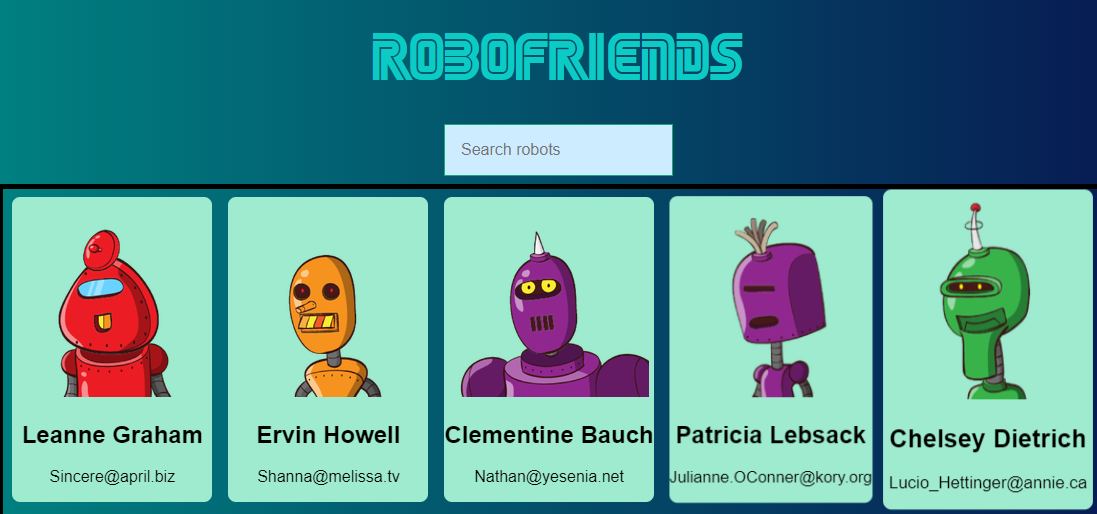 ROBOFRIENDS
Search robots
Leanne Graham
Sincere@april.biz
Ervin Howell
Shanna@melissa.tv
Clementine Bauch
Nathan@yesenia.net
Patricia Lebsack
Julianne.OConner@kory.org
Chelsey Dietrich
Lucio_Hettinger@annie.ca